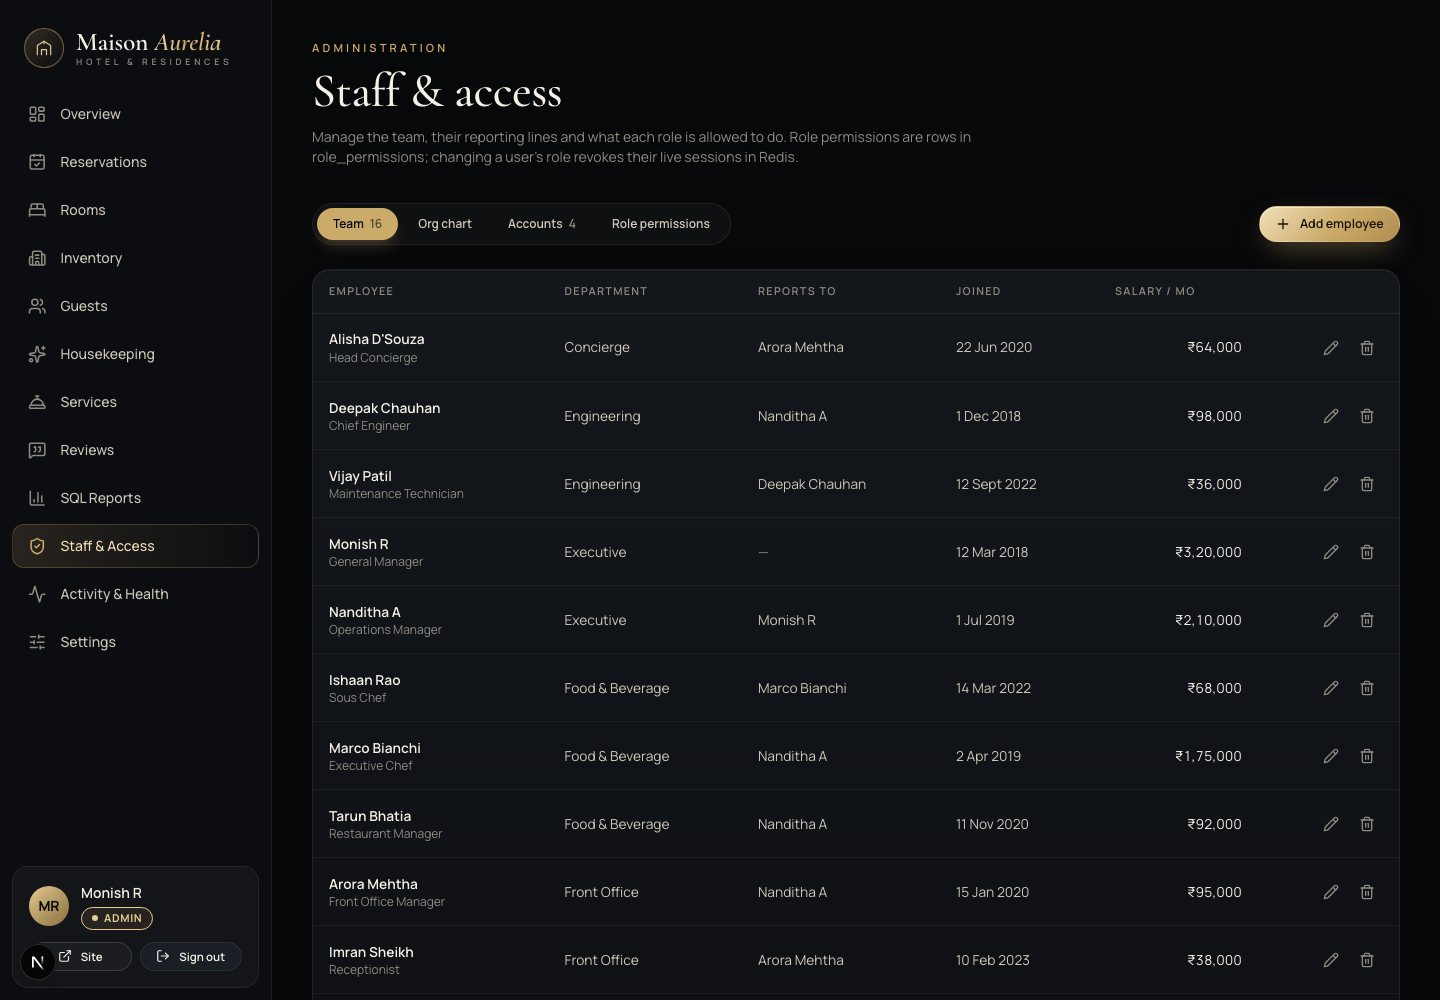 Maison Aurelia
HOTEL & RESIDENCES
Overview
Reservations
Rooms
Inventory
Guests
Housekeeping
Services
Reviews
SQL Reports
Staff & Access
Activity & Health
Settings
MR
Monish R
ADMIN
N
Site
Sign out
ADMINISTRATION
Staff & access
Manage the team, their reporting lines and what each role is allowed to do. Role permissions are rows in
role_permissions; changing a user's role revokes their live sessions in Redis.
Team 16 Org chart Accounts 4 Role permissions
+ Add employee
EMPLOYEE DEPARTMENT REPORTS TO JOINED SALARY / MO
Alisha D'Souza
Head Concierge
Concierge Arora Mehtha 22 Jun 2020 ₹64,000
Deepak Chauhan
Chief Engineer
Engineering Nanditha A 1 Dec 2018 ₹98,000
Vijay Patil
Maintenance Technician
Engineering Deepak Chauhan 12 Sept 2022 ₹36,000
Monish R
General Manager
Executive — 12 Mar 2018 ₹3,20,000
Nanditha A
Operations Manager
Executive Monish R 1 Jul 2019 ₹2,10,000
Ishaan Rao
Sous Chef
Food & Beverage Marco Bianchi 14 Mar 2022 ₹68,000
Marco Bianchi
Executive Chef
Food & Beverage Nanditha A 2 Apr 2019 ₹1,75,000
Tarun Bhatia
Restaurant Manager
Food & Beverage Nanditha A 11 Nov 2020 ₹92,000
Arora Mehtha
Front Office Manager
Front Office Nanditha A 15 Jan 2020 ₹95,000
Imran Sheikh
Receptionist
Front Office Arora Mehtha 10 Feb 2023 ₹38,000